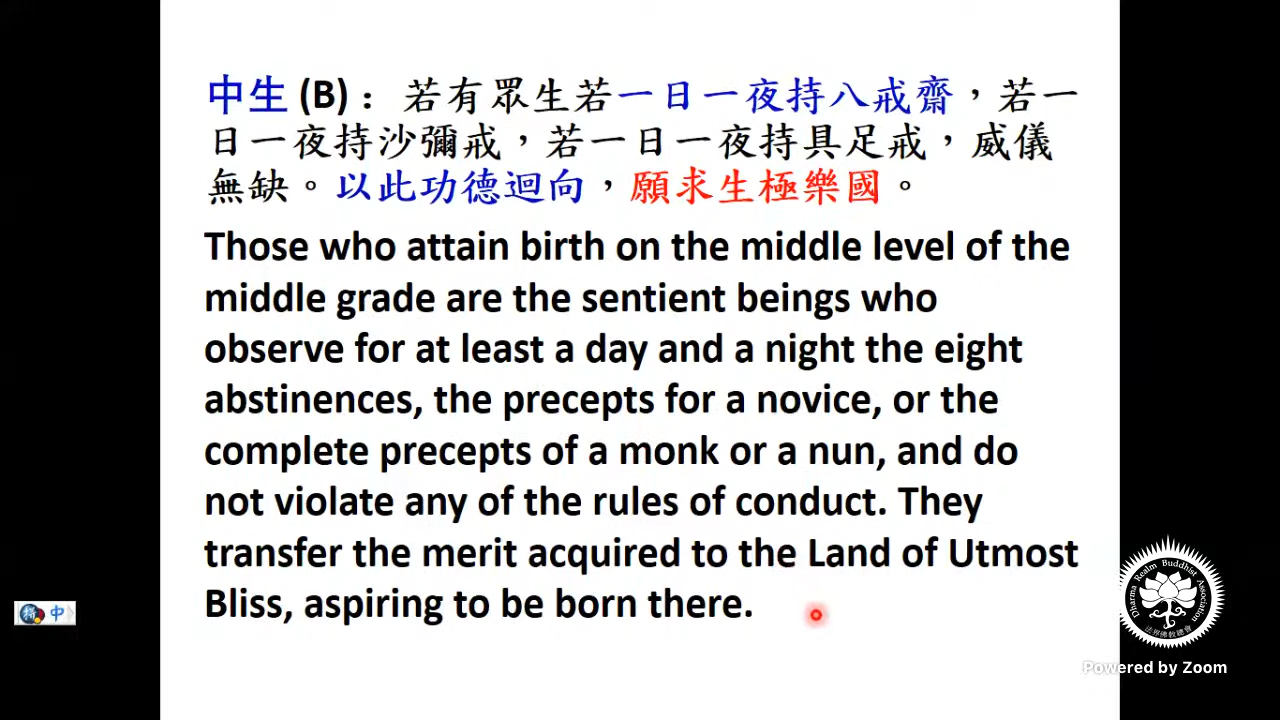 中生 (B)：若有眾生若一日一夜持八戒齋，若一
日一夜持沙彌戒，若一日一夜持具足戒，威儀
無缺。以此功德迴向，願求生極樂國。
Those who attain birth on the middle level of the
middle grade are the sentient beings who
observe for at least a day and a night the eight
abstinences, the precepts for a novice, or the
complete precepts of a monk or a nun, and do
not violate any of the rules of conduct. They
transfer the merit acquired to the Land of Utmost
Bliss, aspiring to be born there.
中
Dharma Realm Buddhist Association
法界佛教總會
Powered by Zoom